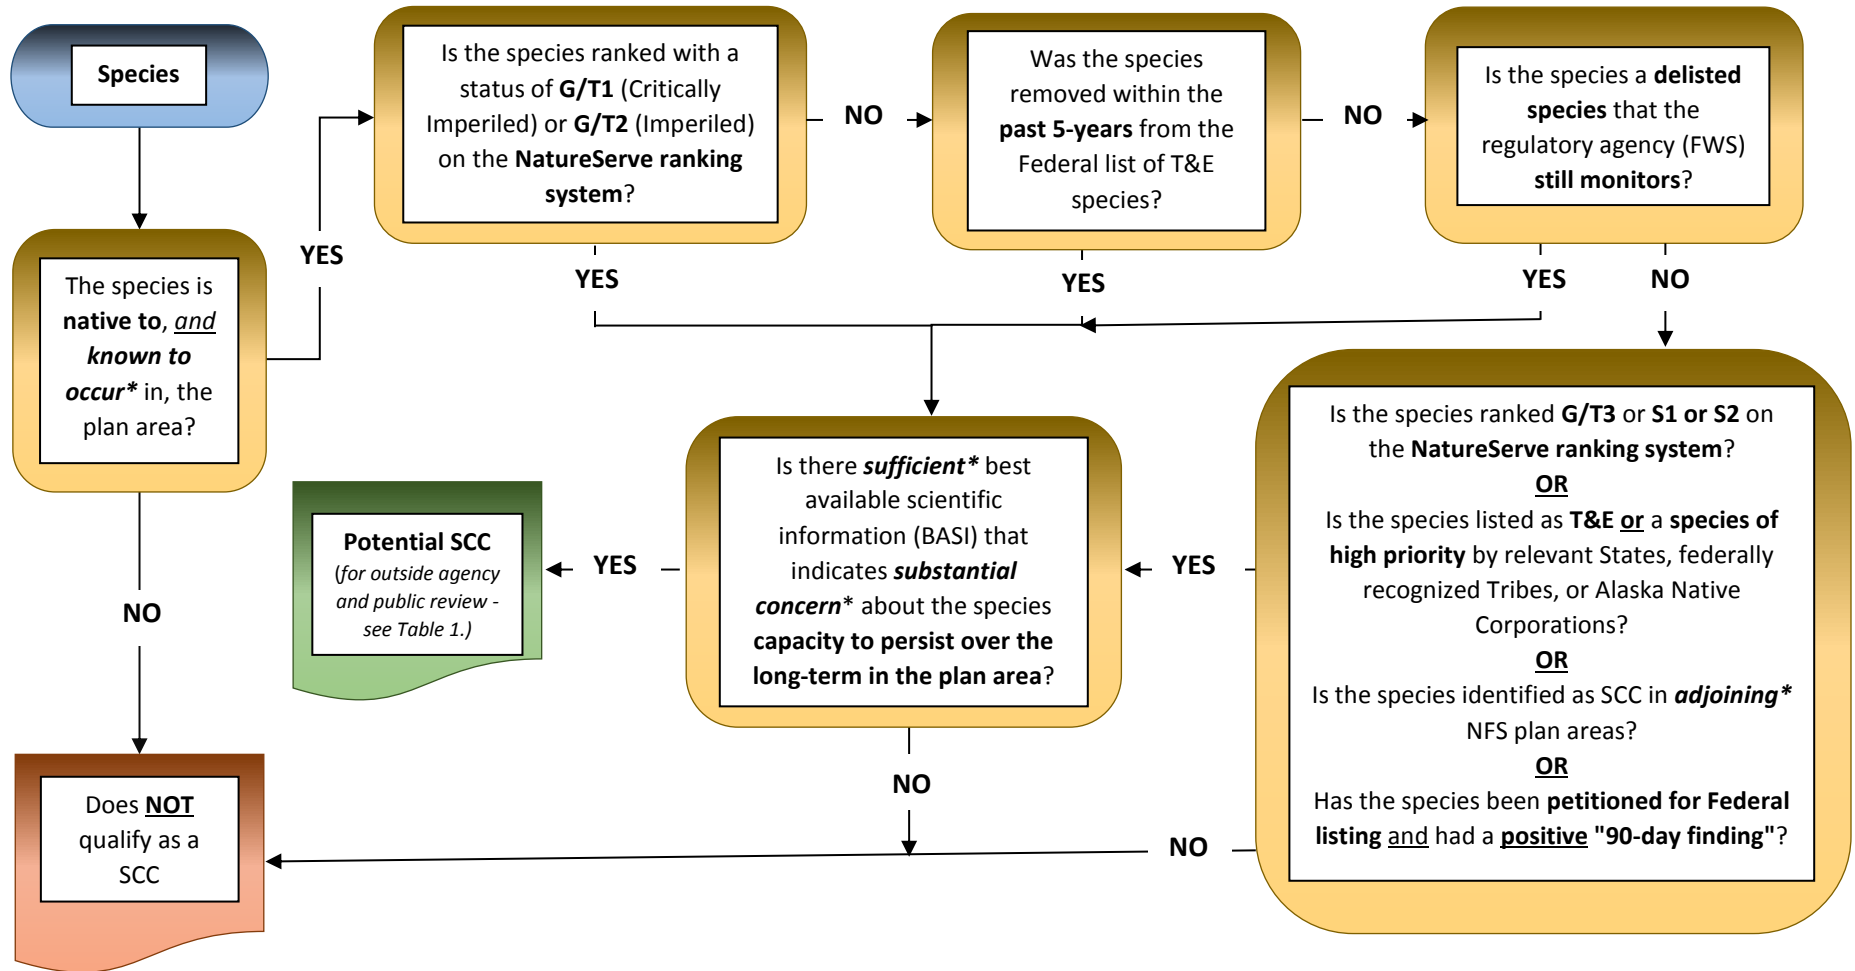 Species
The species is
native to, and
known to
occur* in, the
plan area?
YES
NO
Is the species ranked with a
status of G/T1 (Critically
Imperiled) or G/T2 (Imperiled)
on the NatureServe ranking
system?
NO
YES
Was the species
removed within the
past 5-years from the
Federal list of T&E
species?
NO
YES
Is the species a delisted
species that the
regulatory agency (FWS)
still monitors?
YES
NO
Is the species ranked G/T3 or S1 or S2 on
the NatureServe ranking system?
OR
Is the species listed as T&E or a species of
high priority by relevant States, federally
recognized Tribes, or Alaska Native
Corporations?
OR
Is the species identified as SCC in adjoining*
NFS plan areas?
OR
Has the species been petitioned for Federal
listing and had a positive "90-day finding"?
YES
NO
Is there sufficient* best
available scientific
information (BASI) that
indicates substantial
concern* about the species
capacity to persist over the
long-term in the plan area?
YES
NO
Potential SCC
(for outside agency
and public review -
see Table 1.)
Does NOT
qualify as a
SCC